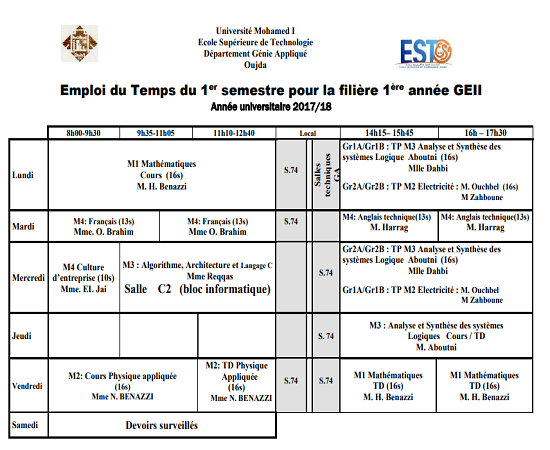 Université Mohamed I
Ecole Supérieure de Technologie
Département Génie Appliqué
Oujda
ESTO
Emploi du Temps du 1er semestre pour la filière 1ère année GEII
Année universitaire 2017/18
8h00-9h30 9h35-11h05 11h10-12h40 Local 14h15– 15h45 16h – 17h30
Lundi
M1 Mathématiques
Cours (16s)
M. H. Benazzi
S.74
Salles
techniques
GA
Gr1A/Gr1B : TP M3 Analyse et Synthèse des
systèmes Logique Aboutni (16s)
Mlle Dahbi
Gr2A/Gr2B : TP M2 Electricité : M. Ouchbel (16s)
M Zahboune
Mardi
M4: Français (13s)
Mme. O. Brahim
M4: Français (13s)
Mme. O. Brahim
S.74
M4: Anglais technique(13s)
M. Harrag
M4: Anglais technique(13s)
M. Harrag
Mercredi
M4 Culture
d'entreprise (10s)
Mme. EL Jai
M3 : Algorithme, Architecture et Langage C
Mme Reqqas
Salle C2 (bloc informatique)
S.74
Gr2A/Gr2B : TP M3 Analyse et Synthèse des
systèmes Logique Aboutni (16s)
Mlle Dahbi
Gr1A/Gr1B : TP M2 Electricité : M. Ouchbel
M Zahboune
Jeudi
S. 74
M3 : Analyse et Synthèse des systèmes
Logiques Cours / TD
M. Aboutni
Vendredi
M2: Cours Physique appliquée
(16s)
Mme N. BENAZZI
M2: TD Physique
Appliquée
(16s)
Mme N. BENAZZI
S.74
S.74
M1 Mathématiques
TD (16s)
M. H. Benazzi
M1 Mathématiques
TD (16s)
M. H. Benazzi
Samedi
Devoirs surveillés